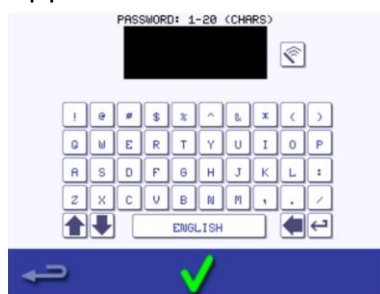 PASSWORD: 1-20 (CHARS)
! @ # $ % ^ & * ( )
Q W E R T Y U I O P
A S D F G H J K L :
Z X C V B N M , . /
ENGLISH